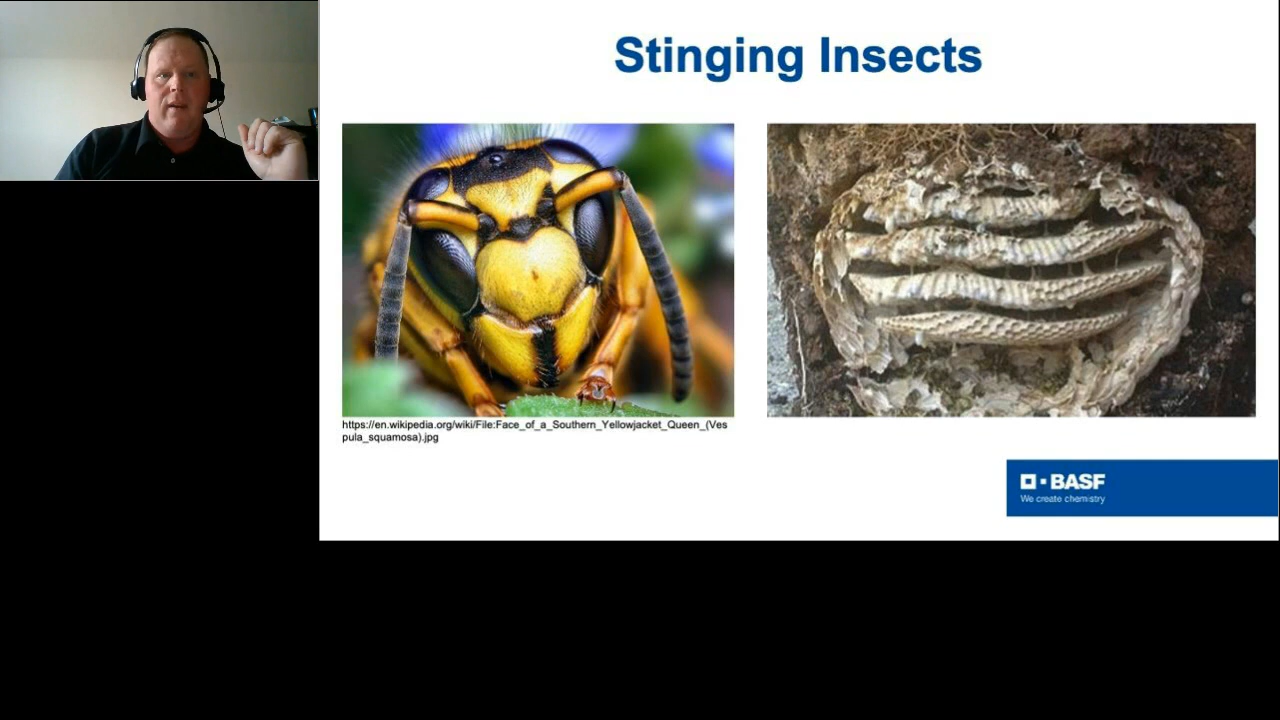 Stinging Insects
https://en.wikipedia.org/wiki/File:Face_of_a_Southern_Yellowjacket_Queen_(Ves
pula_squamosa).jpg
BASF
We create chemistry